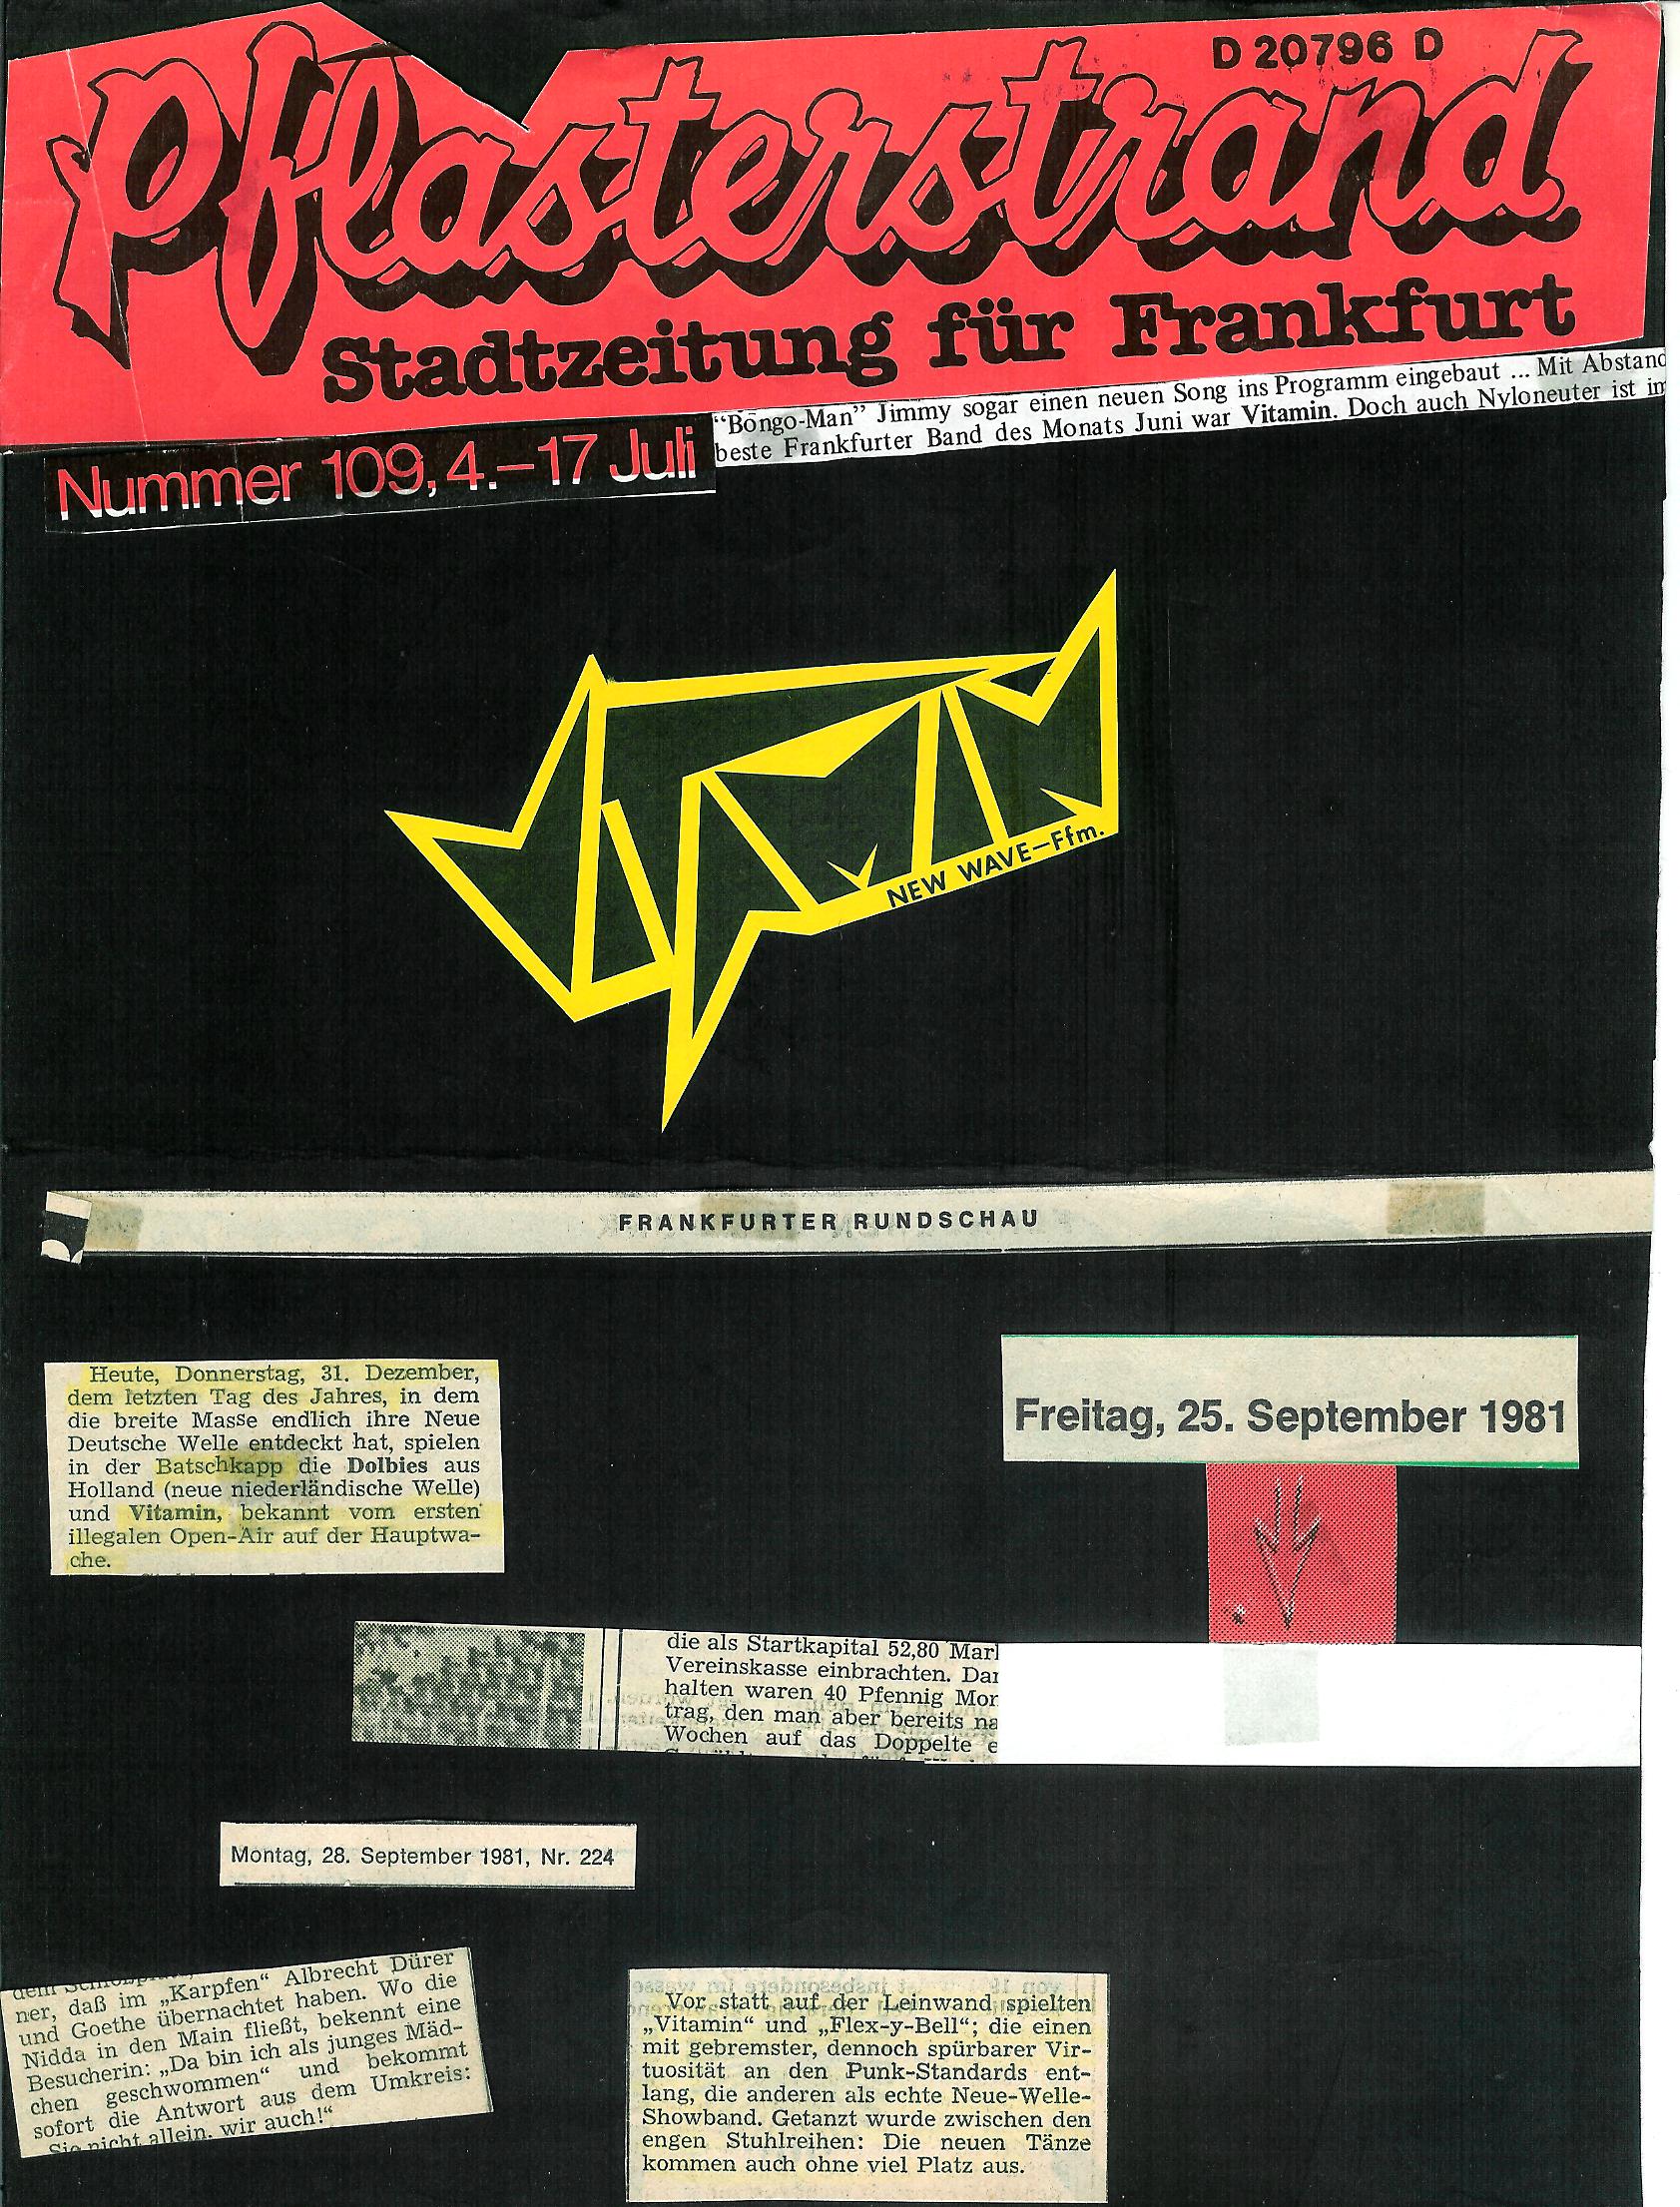 D 20796 D
Pflasterstrand
Stadtzeitung für Frankfurt
“Bongo-Man” Jimmy sogar einen neuen Song ins Programm eingebaut ... Mit Abstand
beste Frankfurter Band des Monats Juni war Vitamin. Doch auch Nyloneuter ist im
Nummer 109, 4.–17 Juli
NEW WAVE–Ffm.
FRANKFURTER RUNDSCHAU
Heute, Donnerstag, 31. Dezember,
dem letzten Tag des Jahres, in dem
die breite Masse endlich ihre Neue
Deutsche Welle entdeckt hat, spielen
in der Batschkapp die Dolbies aus
Holland (neue niederländische Welle)
und Vitamin, bekannt vom ersten
illegalen Open-Air auf der Hauptwa-
che.
Freitag, 25. September 1981
die als Startkapital 52,80 Mark
Vereinskasse einbrachten. Dar
halten waren 40 Pfennig Mon
trag, den man aber bereits na
Wochen auf das Doppelte e
Montag, 28. September 1981, Nr. 224
dem
ner, daß im „Karpfen“ Albrecht Dürer
und Goethe übernachtet haben. Wo die
Nidda in den Main fließt, bekennt eine
Besucherin: „Da bin ich als junges Mäd-
chen geschwommen“ und bekommt
sofort die Antwort aus dem Umkreis:
Sie nicht allein, wir auch!“
Vor statt auf der Leinwand spielten
„Vitamin“ und „Flex-y-Bell“; die einen
mit gebremster, dennoch spürbarer Vir-
tuosität an den Punk-Standards ent-
lang, die anderen als echte Neue-Welle-
Showband. Getanzt wurde zwischen den
engen Stuhlreihen: Die neuen Tänze
kommen auch ohne viel Platz aus.